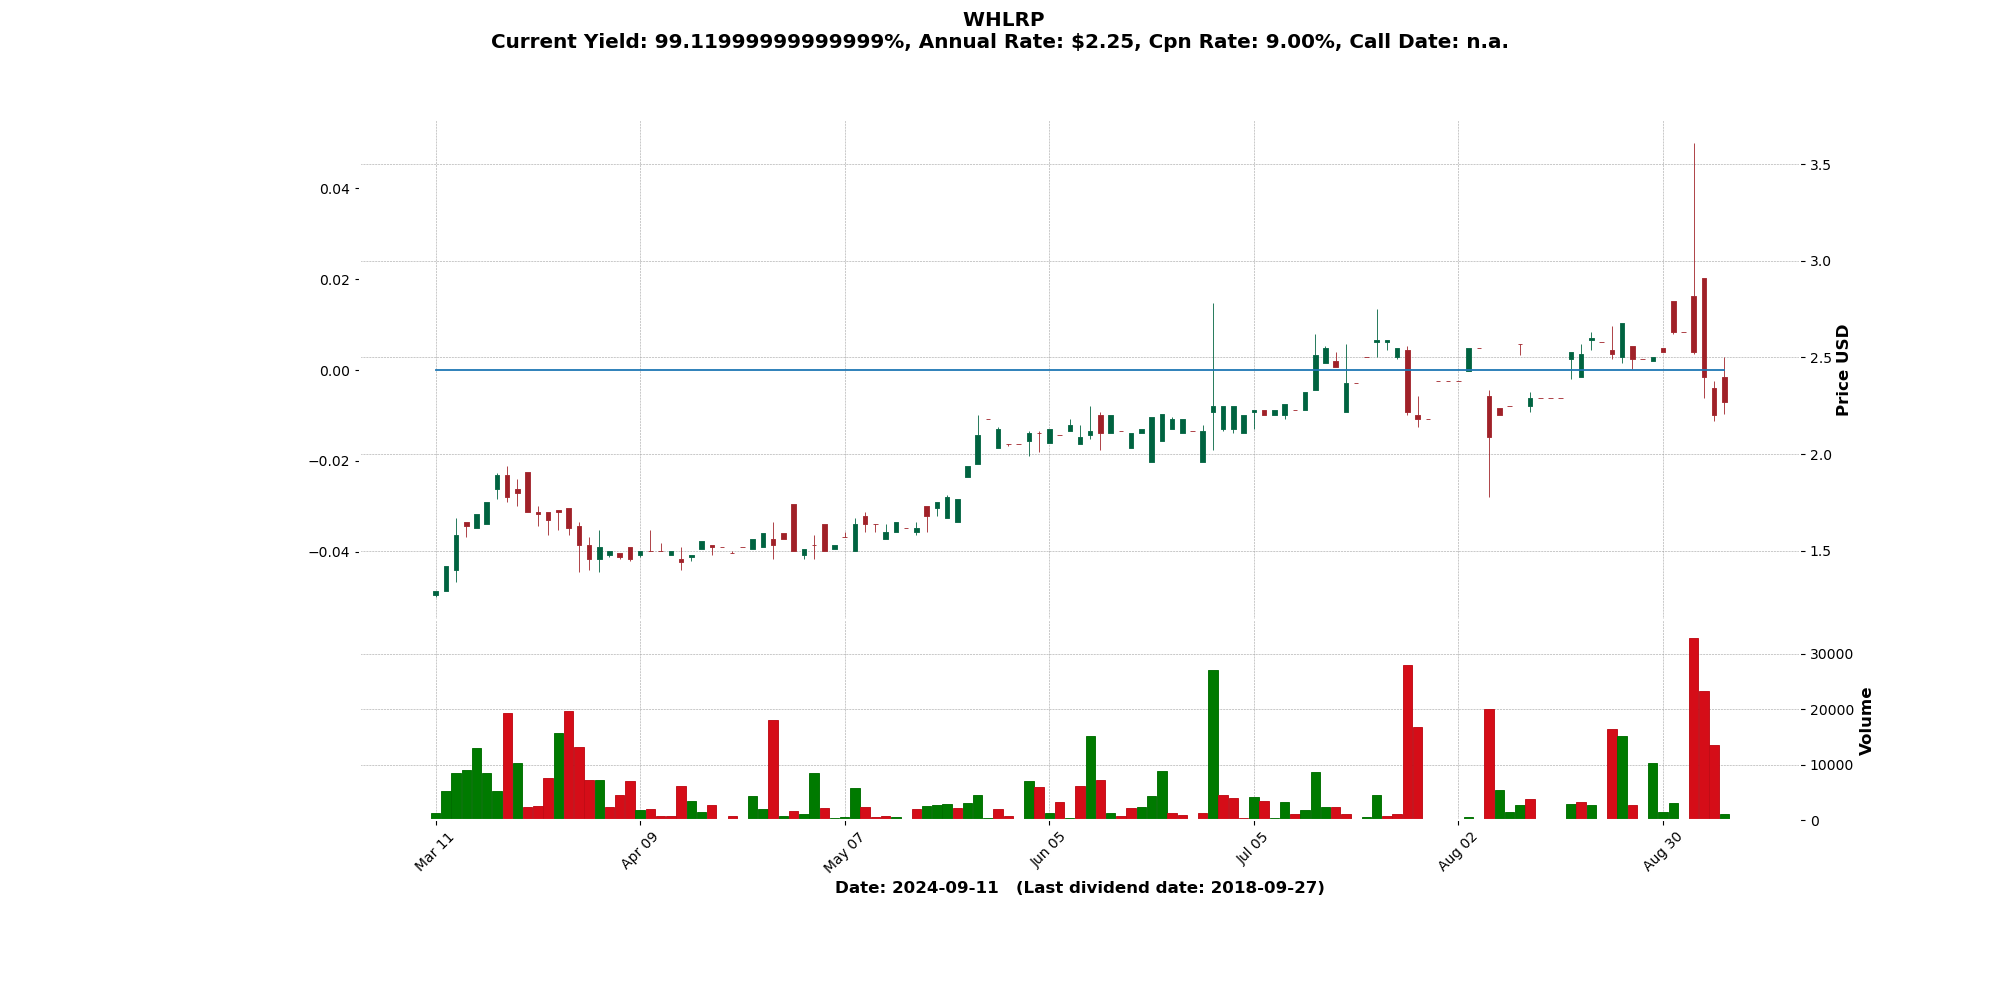 WHLRP
Current Yield: 99.11999999999999%, Annual Rate: $2.25, Cpn Rate: 9.00%, Call Date: n.a.
0.04
0.02
0.00
−0.02
−0.04
3.5
3.0
2.5
2.0
1.5
Price USD
30000
20000
10000
0
Volume
Mar 11
Apr 09
May 07
Jun 05
Jul 05
Aug 02
Aug 30
Date: 2024-09-11 (Last dividend date: 2018-09-27)